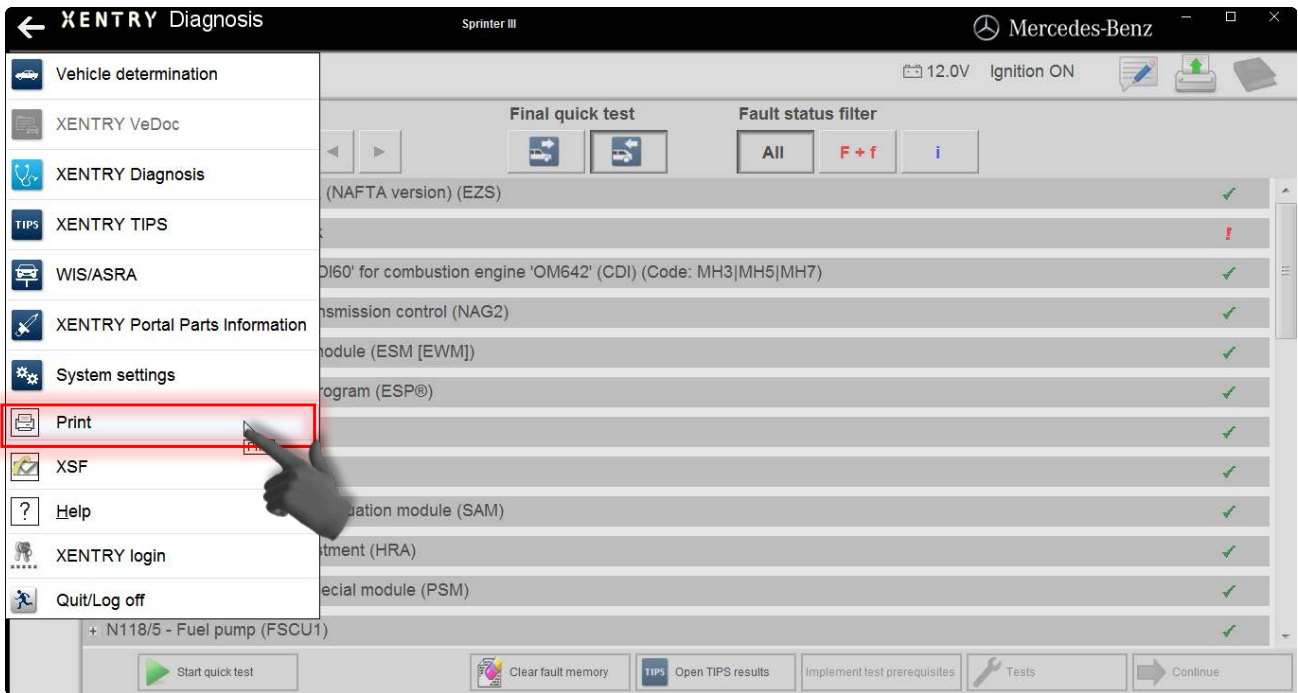 XENTRY Diagnosis
Sprinter III
Mercedes-Benz
Vehicle determination
12.0V Ignition ON
XENTRY VeDoc
Final quick test
Fault status filter
All
F + f
i
XENTRY Diagnosis
(NAFTA version) (EZS)
TIPS XENTRY TIPS
WIS/ASRA
DI60' for combustion engine 'OM642' (CDI) (Code: MH3|MH5|MH7)
XENTRY Portal Parts Information
nsmission control (NAG2)
module (ESM [EWM])
System settings
rogram (ESP®)
Print
XSF
? Help
uation module (SAM)
XENTRY login
stment (HRA)
Quit/Log off
ecial module (PSM)
+ N118/5 - Fuel pump (FSCU1)
Start quick test
Clear fault memory
TIPS Open TIPS results
Implement test prerequisites
Tests
Continue